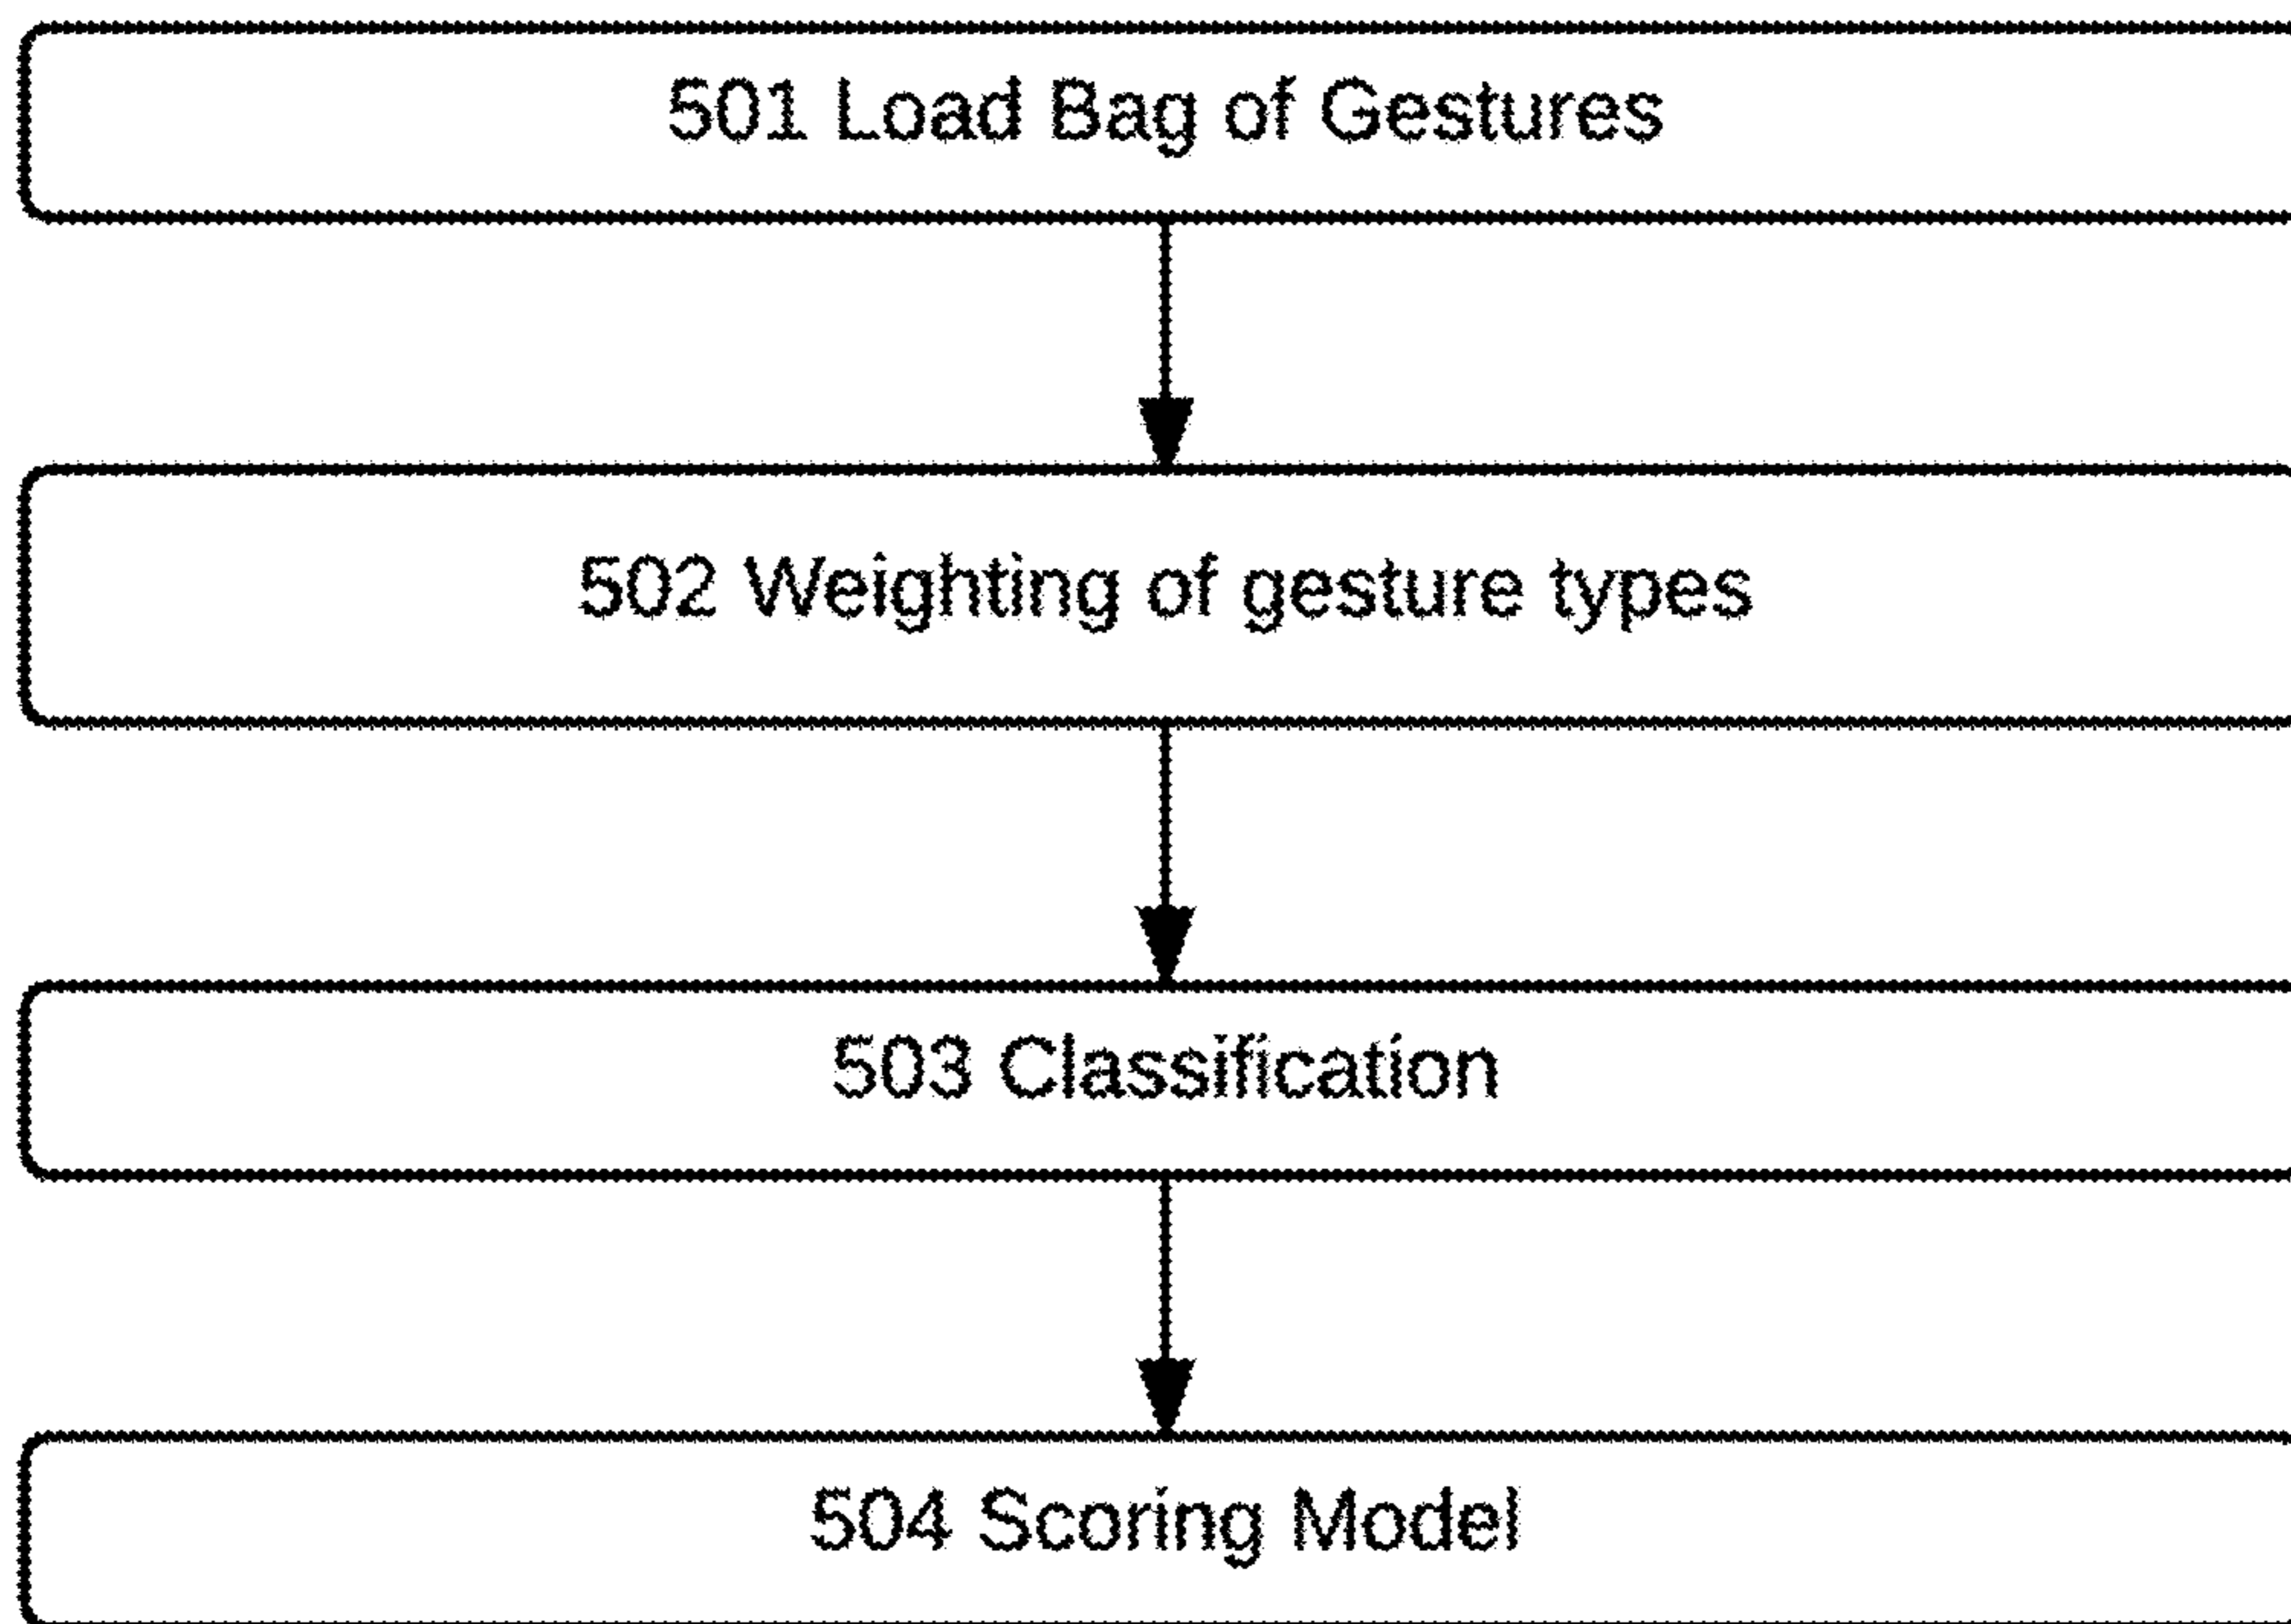 501 Load Bag of Gestures
502 Weighting of gesture types
503 Classification
504 Scoring Model